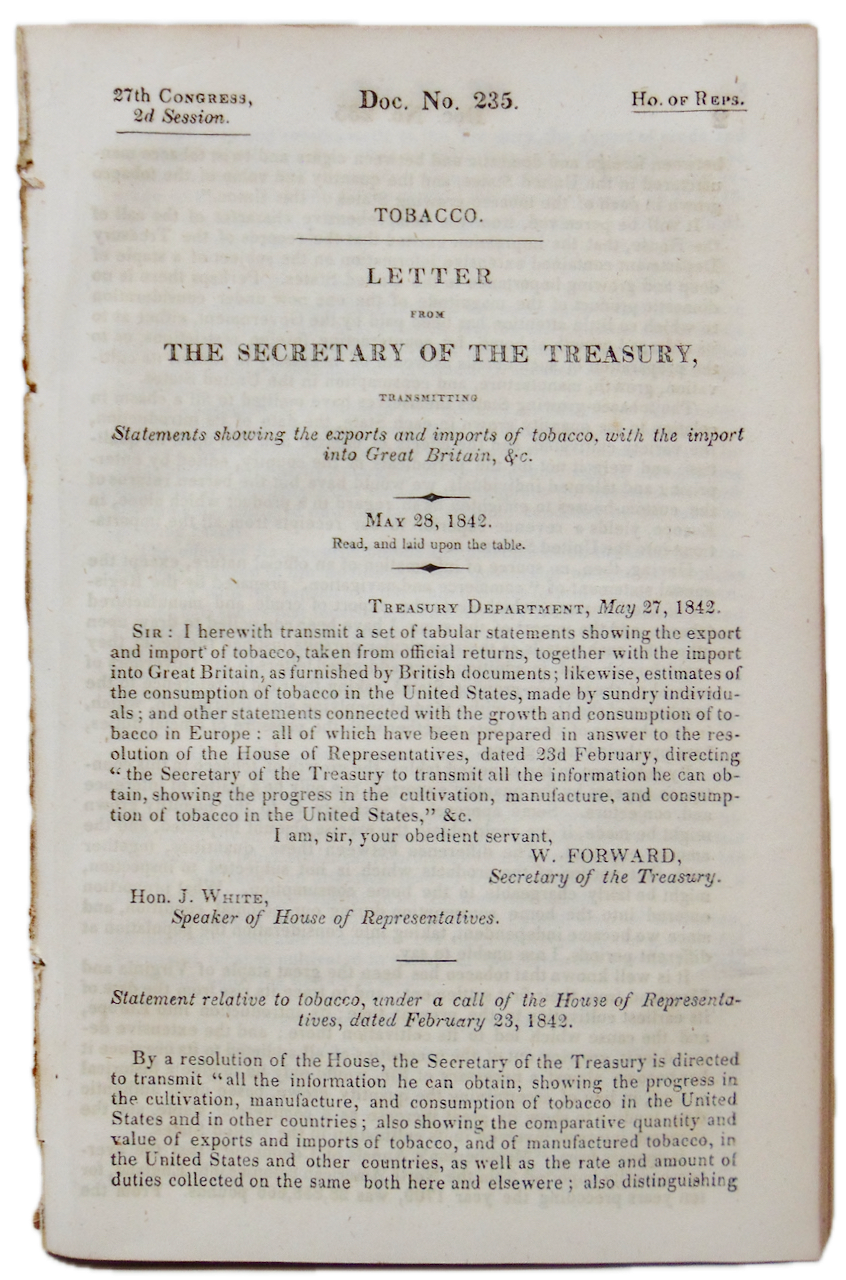 27th Congress,
2d Session.
Doc. No. 235.
Ho. of Reps.
TOBACCO.
LETTER
FROM
THE SECRETARY OF THE TREASURY,
TRANSMITTING
Statements showing the exports and imports of tobacco, with the import
into Great Britain, &c.
May 28, 1842.
Read, and laid upon the table.
Treasury Department, May 27, 1842.
Sir: I herewith transmit a set of tabular statements showing the export
and import of tobacco, taken from official returns, together with the import
into Great Britain, as furnished by British documents; likewise, estimates of
the consumption of tobacco in the United States, made by sundry individu-
als; and other statements connected with the growth and consumption of to-
bacco in Europe: all of which have been prepared in answer to the res-
olution of the House of Representatives, dated 23d February, directing
“the Secretary of the Treasury to transmit all the information he can ob-
tain, showing the progress in the cultivation, manufacture, and consump-
tion of tobacco in the United States,” &c.
I am, sir, your obedient servant,
W. FORWARD,
Secretary of the Treasury.
Hon. J. White,
Speaker of House of Representatives.
Statement relative to tobacco, under a call of the House of Representa-
tives, dated February 23, 1842.
By a resolution of the House, the Secretary of the Treasury is directed
to transmit “all the information he can obtain, showing the progress in
the cultivation, manufacture, and consumption of tobacco in the United
States and in other countries; also showing the comparative quantity and
value of exports and imports of tobacco, and of manufactured tobacco, in
the United States and other countries, as well as the rate and amount of
duties collected on the same both here and elsewere; also distinguishing